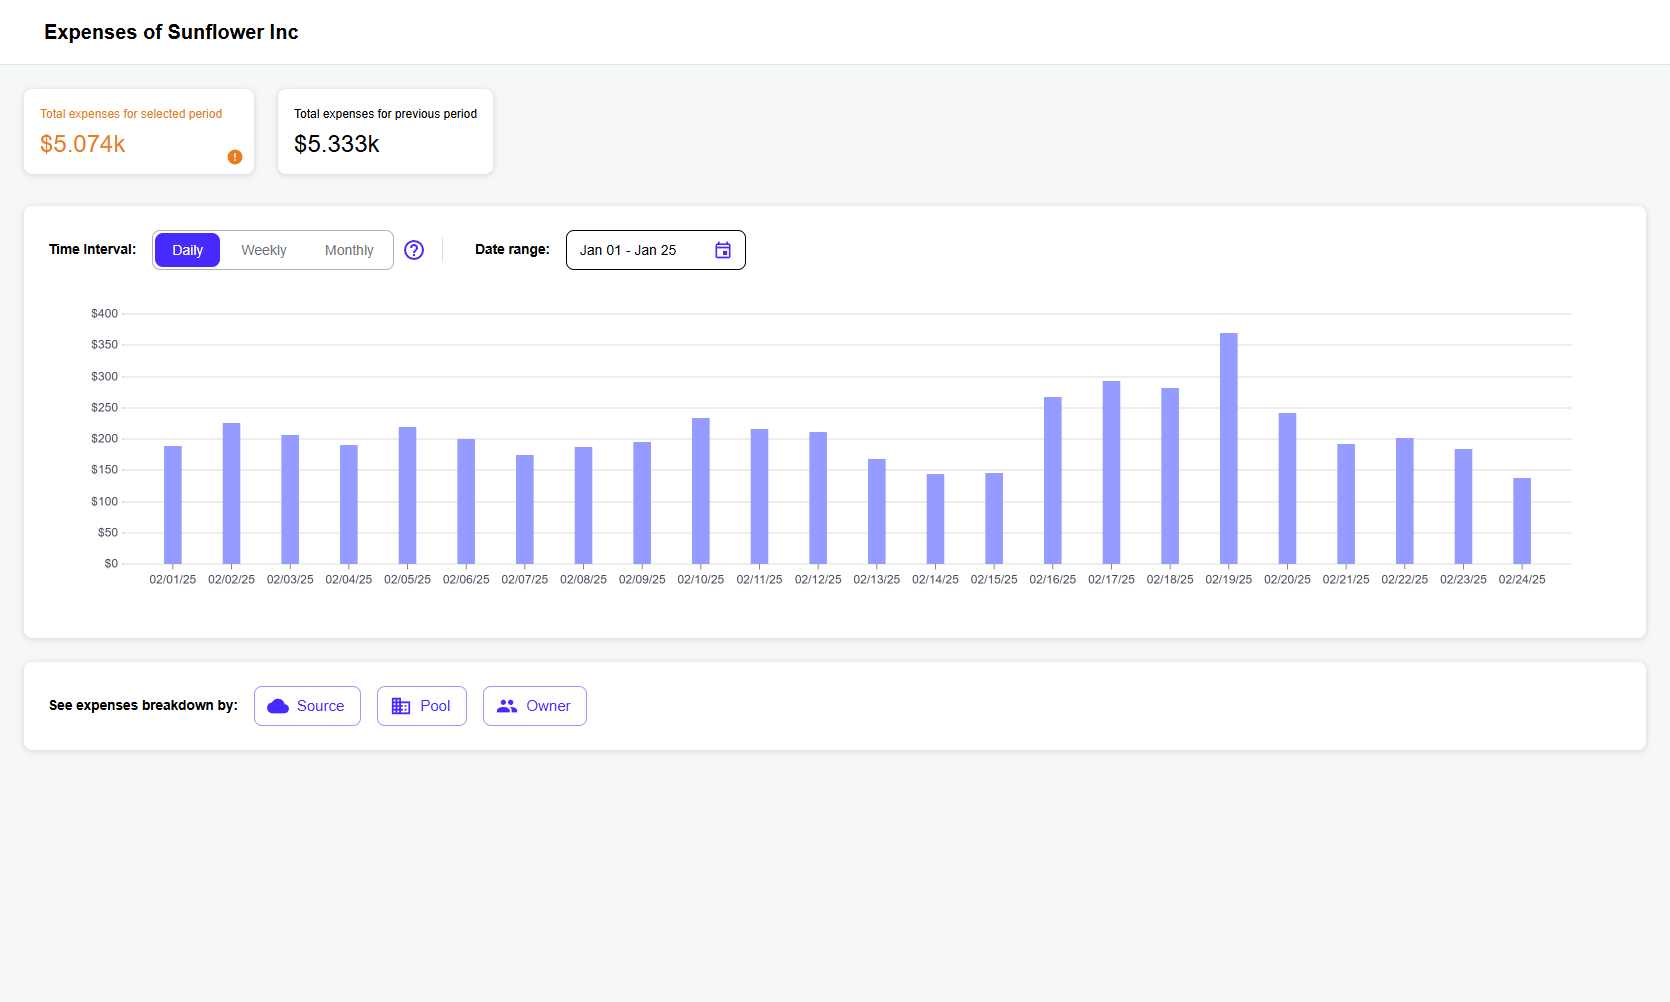 Expenses of Sunflower Inc
Total expenses for selected period
$5.074k
Total expenses for previous period
$5.333k
Time Interval: Daily Weekly Monthly Date range: Jan 01 - Jan 25
$400
$350
$300
$250
$200
$150
$100
$50
$0
02/01/25 02/02/25 02/03/25 02/04/25 02/05/25 02/06/25 02/07/25 02/08/25 02/09/25 02/10/25 02/11/25 02/12/25 02/13/25 02/14/25 02/15/25 02/16/25 02/17/25 02/18/25 02/19/25 02/20/25 02/21/25 02/22/25 02/23/25 02/24/25
See expenses breakdown by: Source Pool Owner